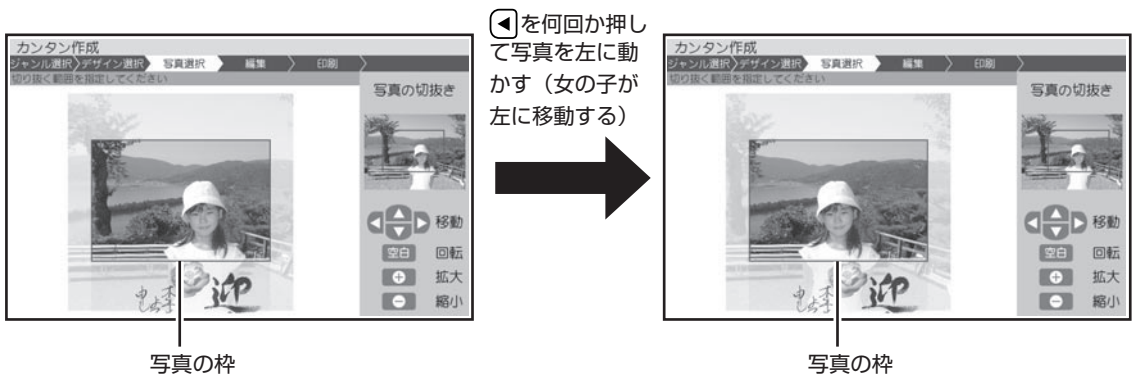 カンタン作成
ジャンル選択〉デザイン選択〉写真選択〉編集〉印刷〉
切り抜く範囲を指定してください
写真の切抜き
移動
空白 回転
拡大
縮小
迎
写真の枠
◀を何回か押し
て写真を左に動
かす（女の子が
左に移動する）
カンタン作成
ジャンル選択〉デザイン選択〉写真選択〉編集〉印刷〉
切り抜く範囲を指定してください
写真の切抜き
移動
空白 回転
拡大
縮小
迎
写真の枠